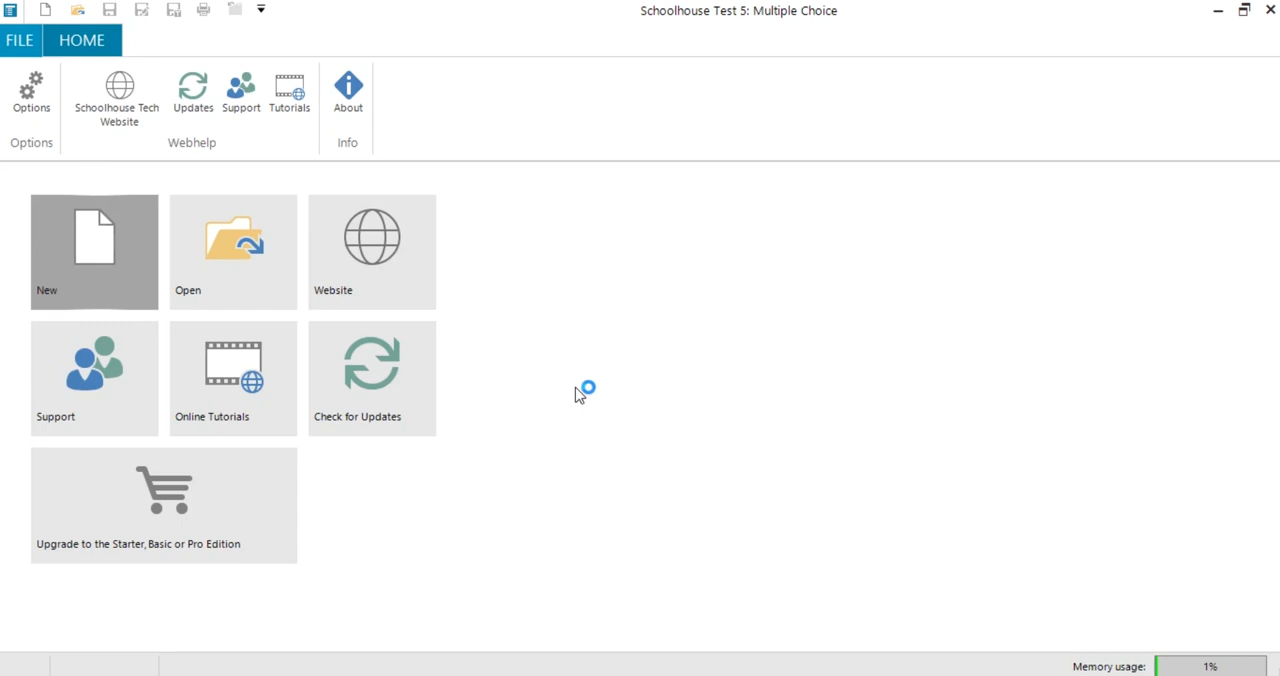 Schoolhouse Test 5: Multiple Choice
FILE HOME
Options
Schoolhouse Tech
Website
Updates
Support
Tutorials
About
Options
Webhelp
Info
New
Open
Website
Support
Online Tutorials
Check for Updates
Upgrade to the Starter, Basic or Pro Edition
Memory usage: 1%